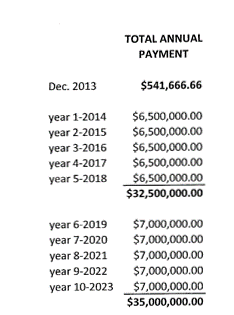 TOTAL ANNUAL
PAYMENT
Dec. 2013 $541,666.66
year 1-2014 $6,500,000.00
year 2-2015 $6,500,000.00
year 3-2016 $6,500,000.00
year 4-2017 $6,500,000.00
year 5-2018 $6,500,000.00
$32,500,000.00
year 6-2019 $7,000,000.00
year 7-2020 $7,000,000.00
year 8-2021 $7,000,000.00
year 9-2022 $7,000,000.00
year 10-2023 $7,000,000.00
$35,000,000.00